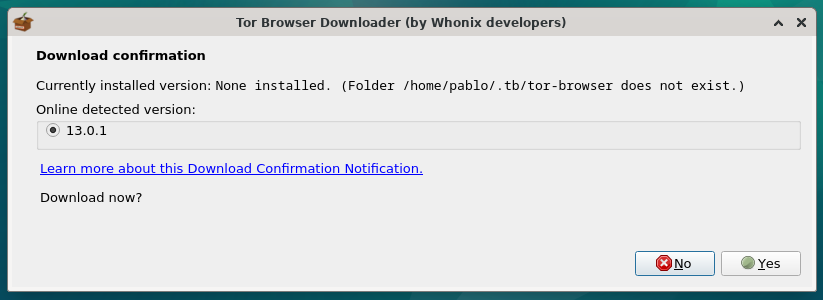 Tor Browser Downloader (by Whonix developers)
Download confirmation
Currently installed version: None installed. (Folder /home/pablo/.tb/tor-browser does not exist.)
Online detected version:
13.0.1
Learn more about this Download Confirmation Notification.
Download now?
No
Yes